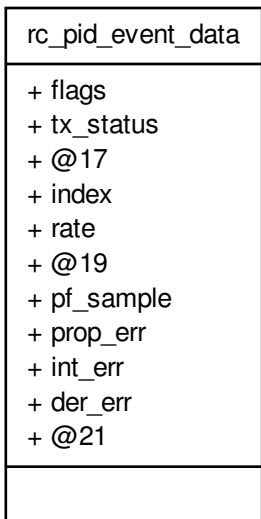 rc_pid_event_data
+ flags
+ tx_status
+ @17
+ index
+ rate
+ @19
+ pf_sample
+ prop_err
+ int_err
+ der_err
+ @21